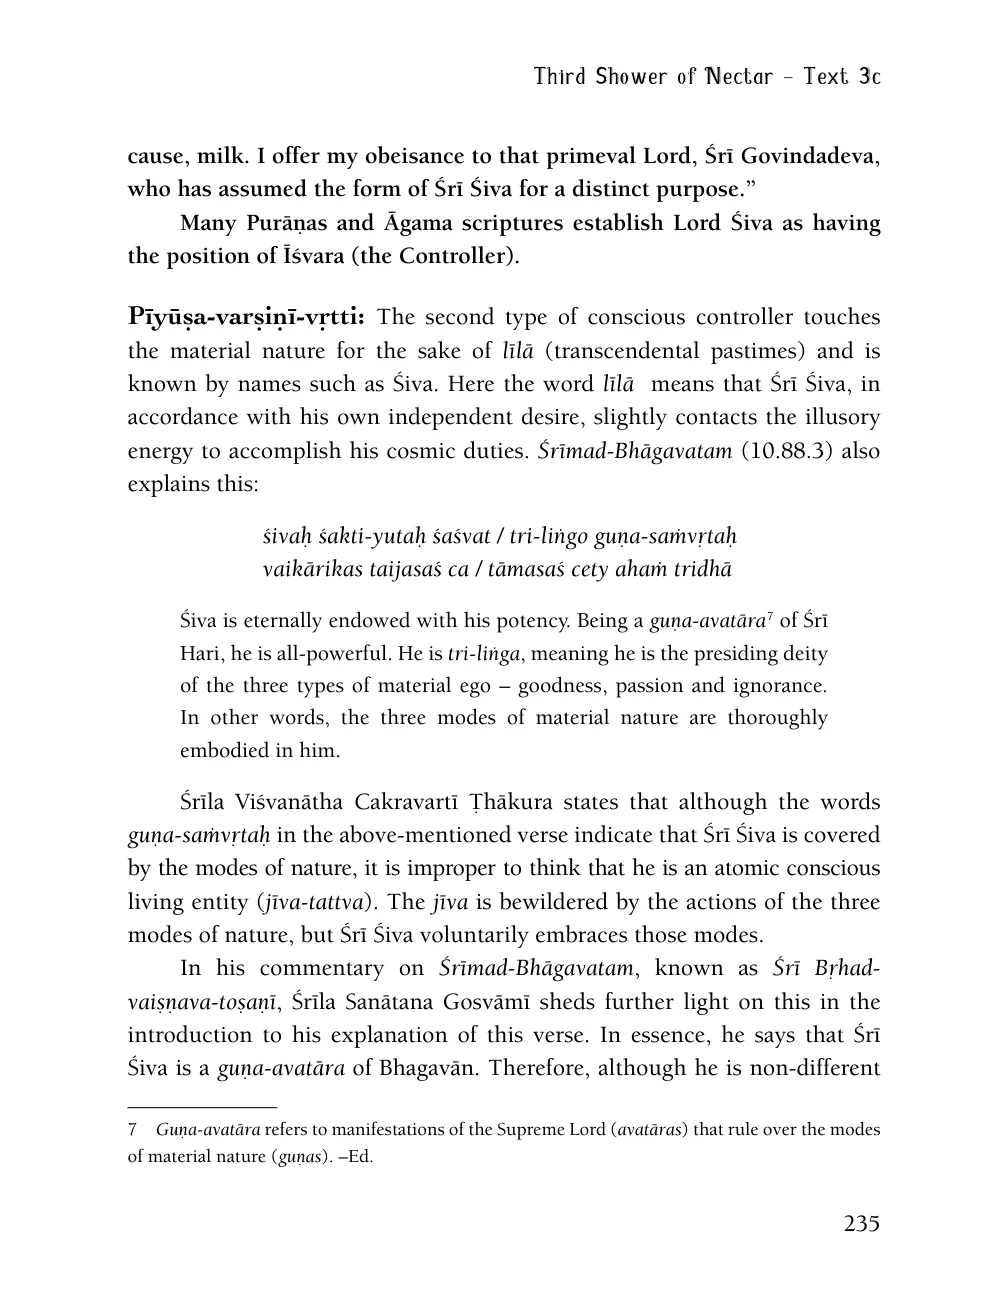 Third Shower of Nectar – Text 3c
cause, milk. I offer my obeisance to that primeval Lord, Śrī Govindadeva,
who has assumed the form of Śrī Śiva for a distinct purpose.”
Many Purāṇas and Āgama scriptures establish Lord Śiva as having
the position of Īśvara (the Controller).
Pīyūṣa-varṣiṇī-vṛtti: The second type of conscious controller touches
the material nature for the sake of līlā (transcendental pastimes) and is
known by names such as Śiva. Here the word līlā means that Śrī Śiva, in
accordance with his own independent desire, slightly contacts the illusory
energy to accomplish his cosmic duties. Śrīmad-Bhāgavatam (10.88.3) also
explains this:
śivaḥ śakti-yutaḥ śaśvat / tri-liṅgo guṇa-saṁvṛtaḥ
vaikārikas taijasaś ca / tāmasaś cety ahaṁ tridhā
Śiva is eternally endowed with his potency. Being a guṇa-avatāra7 of Śrī
Hari, he is all-powerful. He is tri-liṅga, meaning he is the presiding deity
of the three types of material ego – goodness, passion and ignorance.
In other words, the three modes of material nature are thoroughly
embodied in him.
Śrīla Viśvanātha Cakravartī Ṭhākura states that although the words
guṇa-saṁvṛtaḥ in the above-mentioned verse indicate that Śrī Śiva is covered
by the modes of nature, it is improper to think that he is an atomic conscious
living entity (jīva-tattva). The jīva is bewildered by the actions of the three
modes of nature, but Śrī Śiva voluntarily embraces those modes.
In his commentary on Śrīmad-Bhāgavatam, known as Śrī Bṛhad-
vaiṣṇava-toṣaṇī, Śrīla Sanātana Gosvāmī sheds further light on this in the
introduction to his explanation of this verse. In essence, he says that Śrī
Śiva is a guṇa-avatāra of Bhagavān. Therefore, although he is non-different
7 Guṇa-avatāra refers to manifestations of the Supreme Lord (avatāras) that rule over the modes
of material nature (guṇas). –Ed.
235